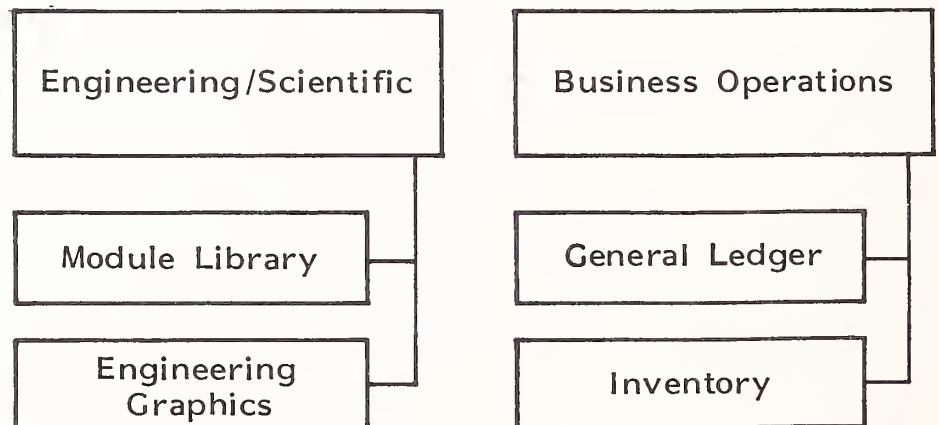 Engineering/Scientific
Business Operations
Module Library
General Ledger
Engineering
Graphics
Inventory